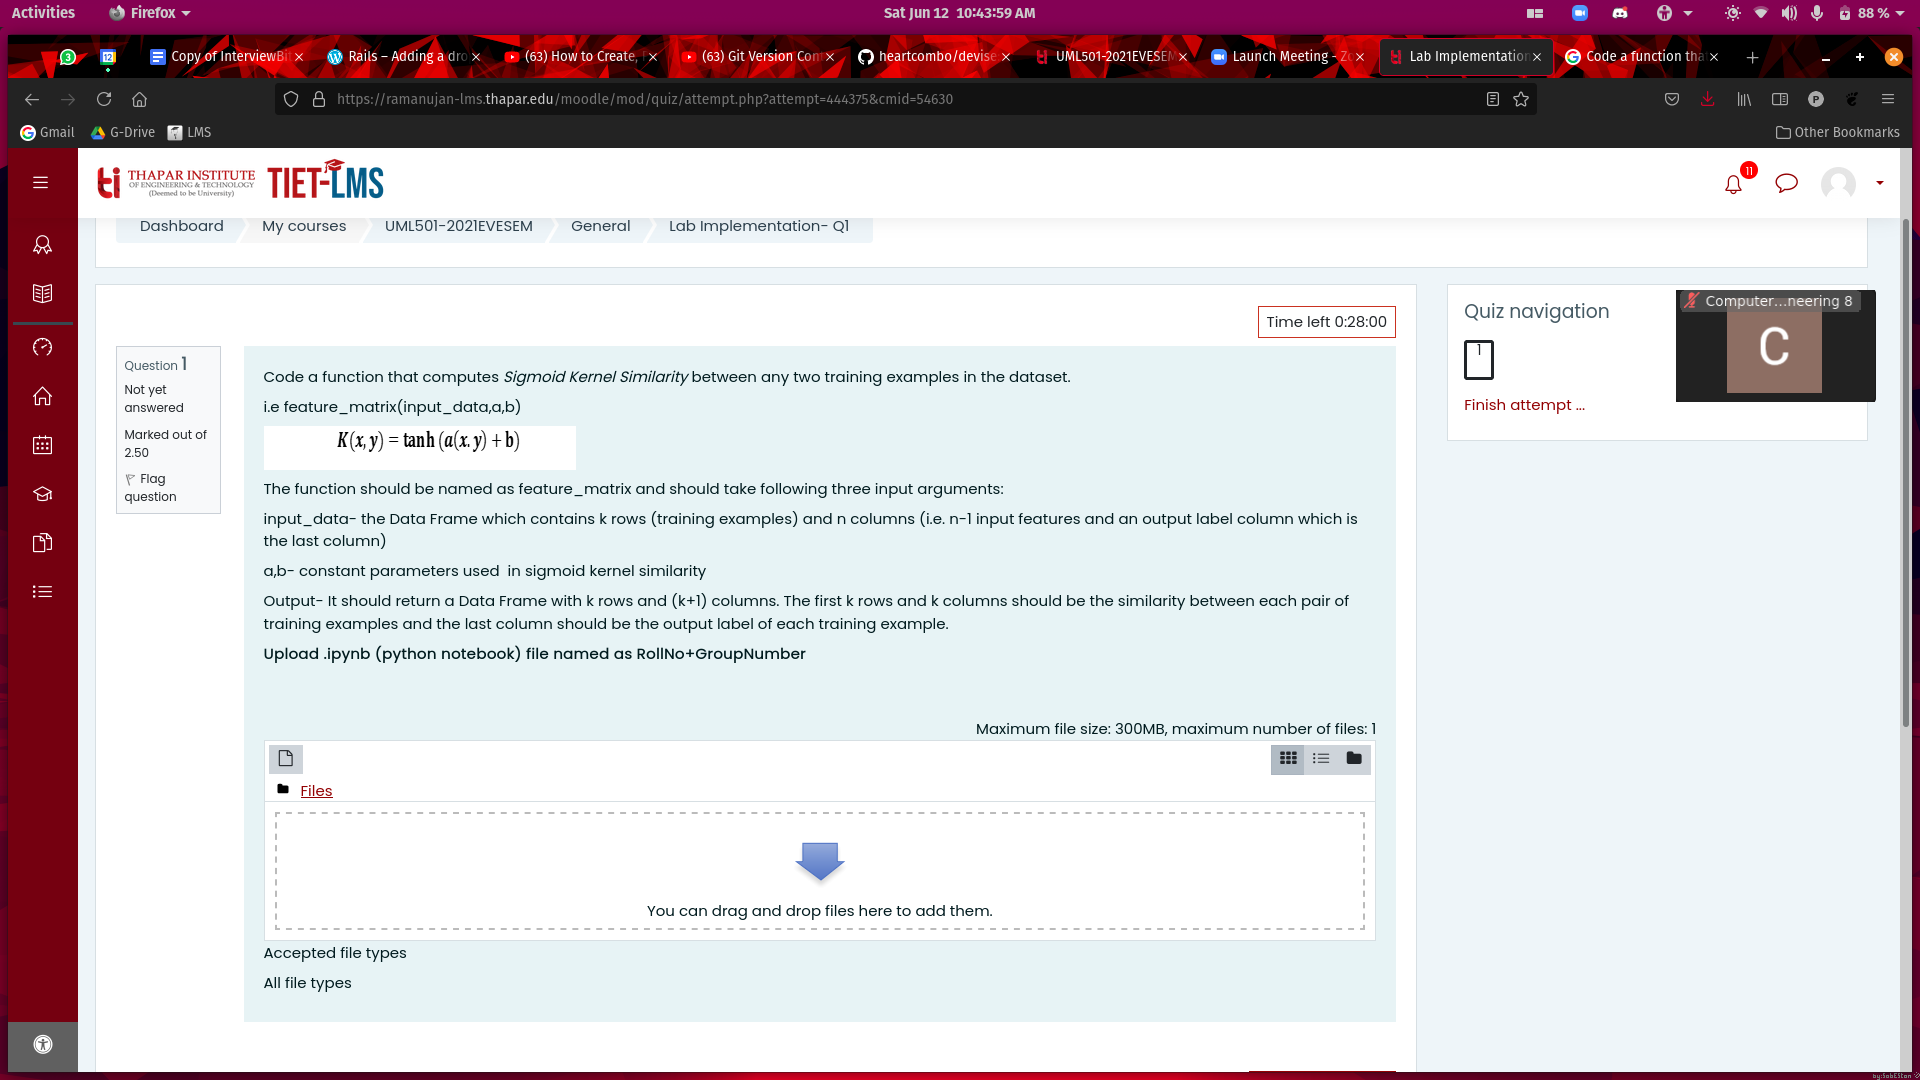 Activities
Firefox
Sat Jun 12 10:43:59 AM
88 %
3
12
Copy of InterviewBi
Rails – Adding a dro
(63) How to Create,
(63) Git Version Con
heartcombo/devise
UML501-2021EVESEM
Launch Meeting - Zo
Lab Implementation
Code a function tha
https://ramanujan-lms.thapar.edu/moodle/mod/quiz/attempt.php?attempt=444375&cmid=54630
P
Gmail
G-Drive
LMS
Other Bookmarks
ti THAPAR INSTITUTE
OF ENGINEERING & TECHNOLOGY
(Deemed to be University)
TIET-LMS
11
Dashboard
My courses
UML501-2021EVESEM
General
Lab Implementation- Q1
Time left 0:28:00
Question 1
Not yet
answered
Marked out of
2.50
Flag
question
Code a function that computes Sigmoid Kernel Similarity between any two training examples in the dataset.
i.e feature_matrix(input_data,a,b)
K(x, y) = tanh (a(x. y) + b)
The function should be named as feature_matrix and should take following three input arguments:
input_data- the Data Frame which contains k rows (training examples) and n columns (i.e. n-1 input features and an output label column which is
the last column)
a,b- constant parameters used  in sigmoid kernel similarity
Output- It should return a Data Frame with k rows and (k+1) columns. The first k rows and k columns should be the similarity between each pair of
training examples and the last column should be the output label of each training example.
Upload .ipynb (python notebook) file named as RollNo+GroupNumber
Maximum file size: 300MB, maximum number of files: 1
Files
You can drag and drop files here to add them.
Accepted file types
All file types
Quiz navigation
1
Finish attempt ...
Computer...neering 8
C